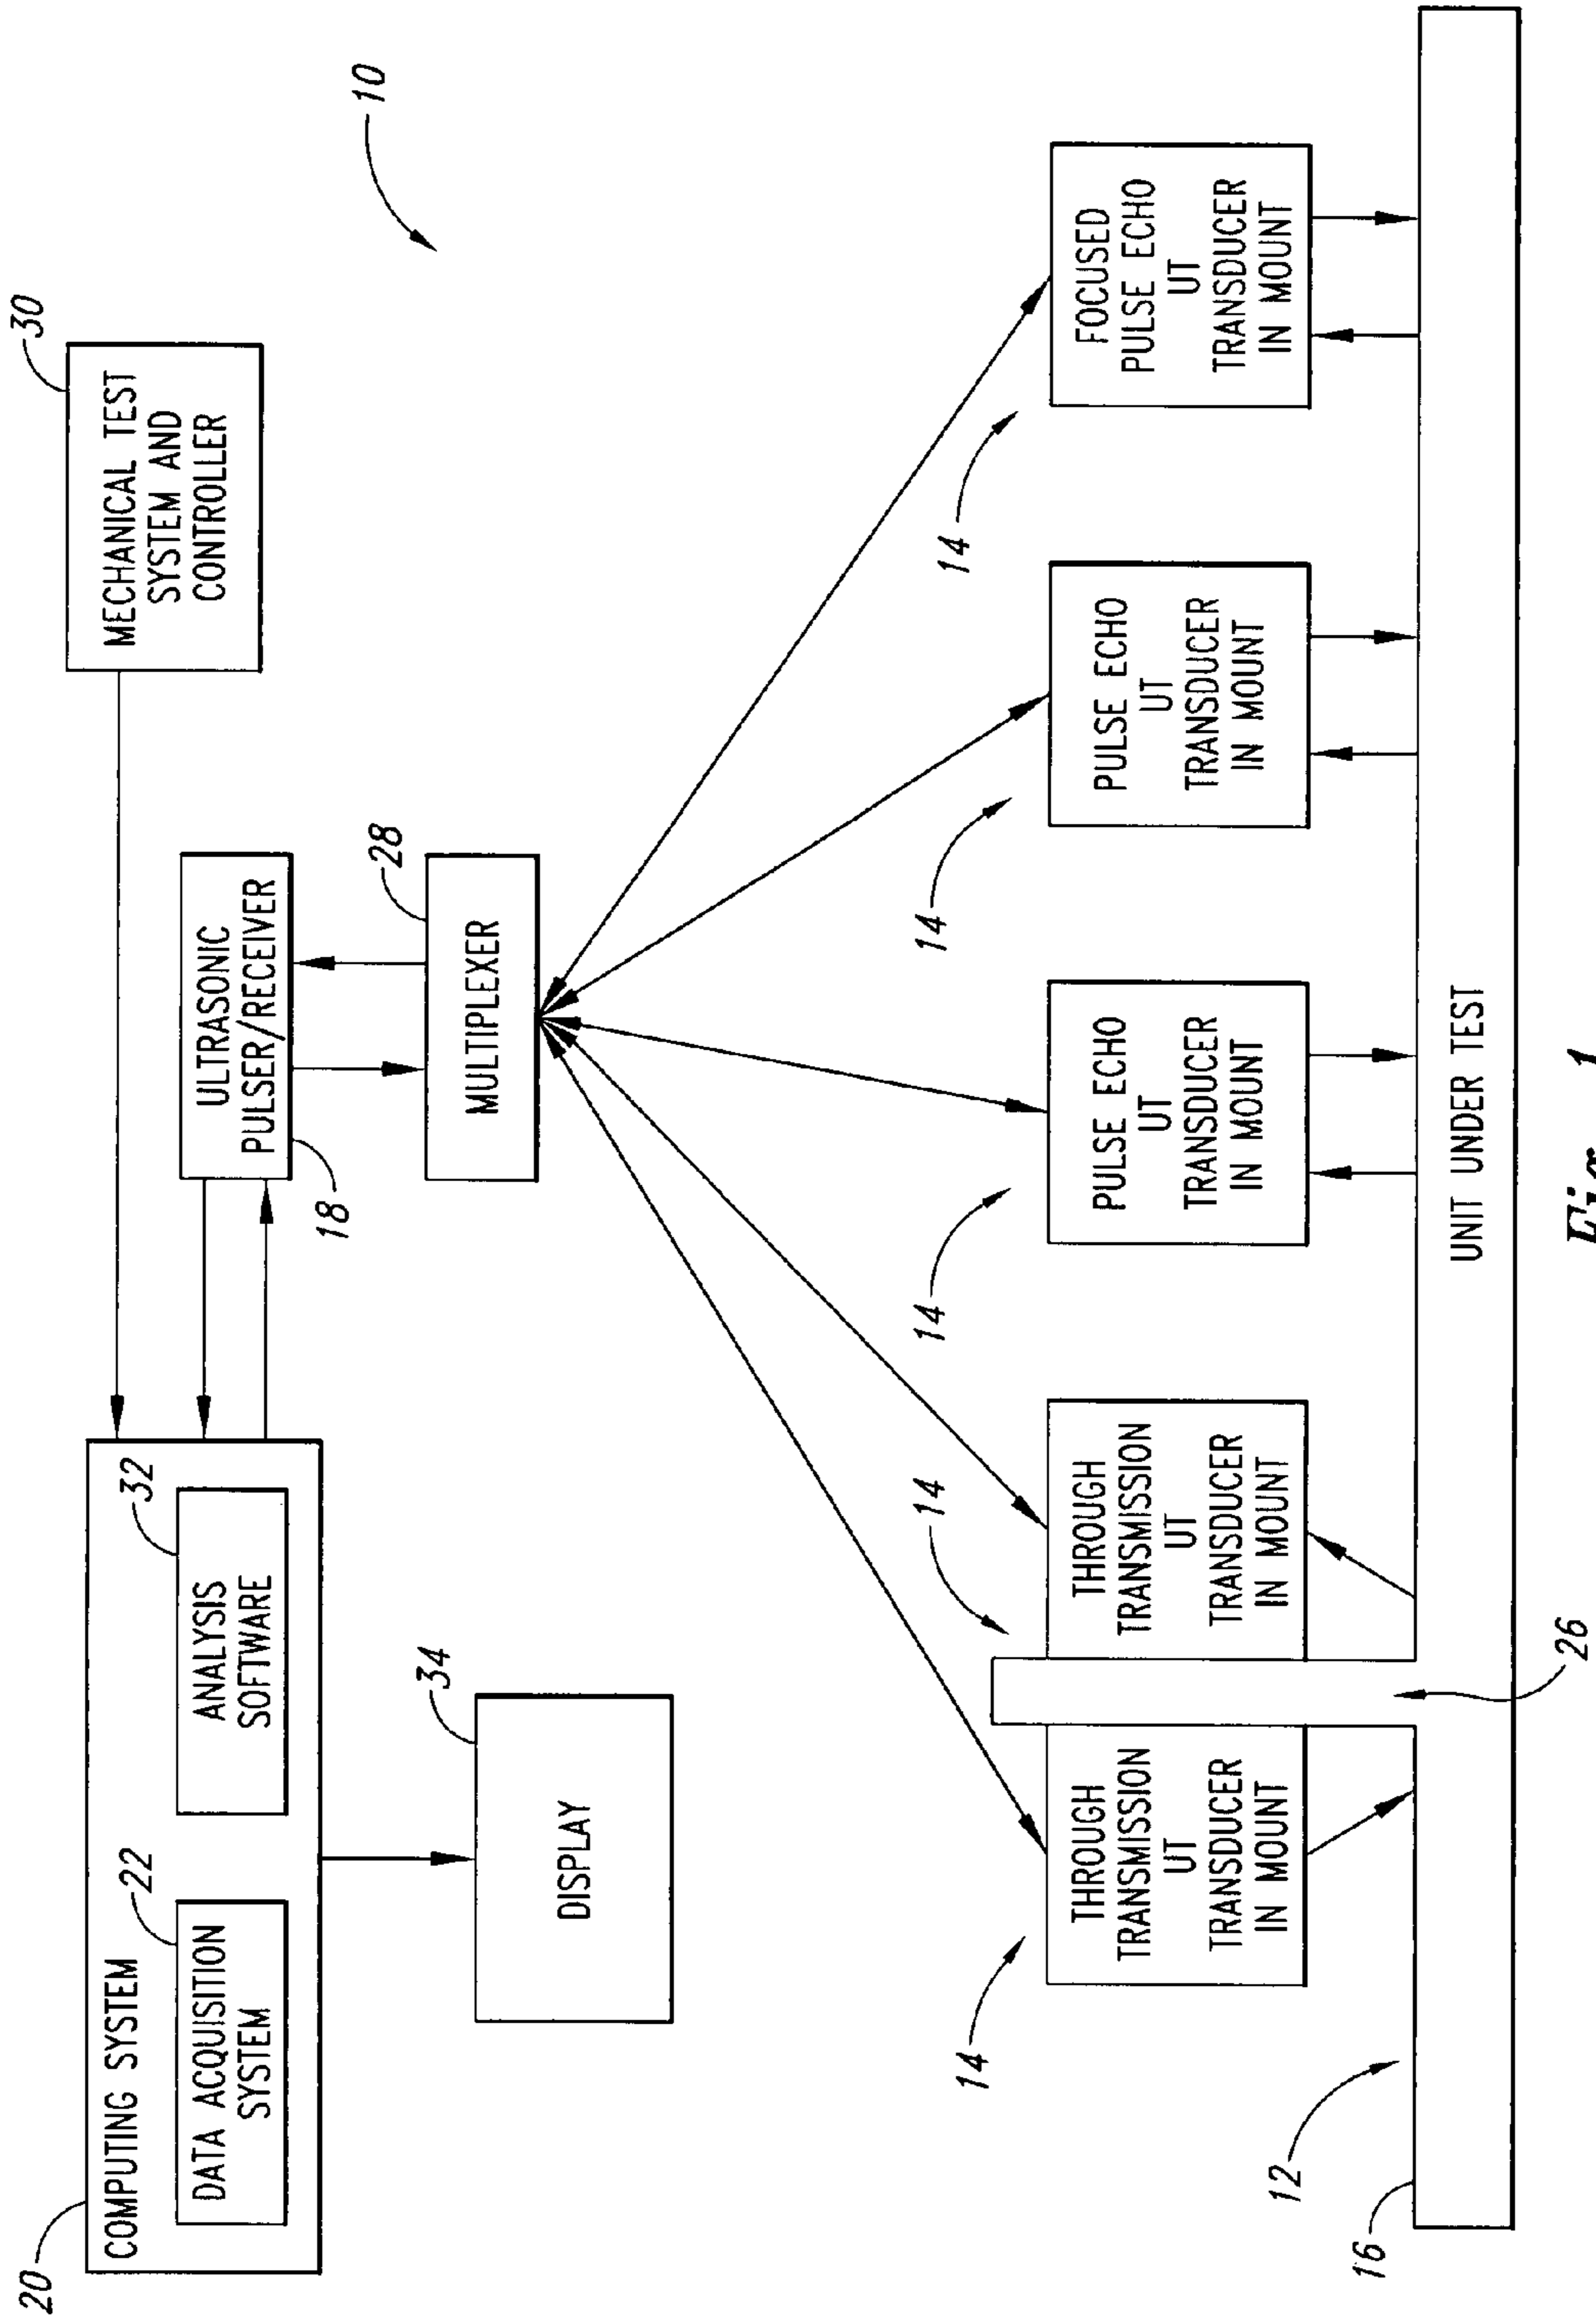 20
COMPUTING SYSTEM
DATA ACQUISITION
SYSTEM
22
ANALYSIS
SOFTWARE
32
MECHANICAL TEST
SYSTEM AND
CONTROLLER
30
ULTRASONIC
PULSER/RECEIVER
18
10
DISPLAY
34
MULTIPLEXER
28
14
THROUGH
TRANSMISSION
UT
TRANSDUCER
IN MOUNT
14
THROUGH
TRANSMISSION
UT
TRANSDUCER
IN MOUNT
14
PULSE ECHO
UT
TRANSDUCER
IN MOUNT
14
PULSE ECHO
UT
TRANSDUCER
IN MOUNT
14
FOCUSED
PULSE ECHO
UT
TRANSDUCER
IN MOUNT
12
16
UNIT UNDER TEST
26
Fig. 1